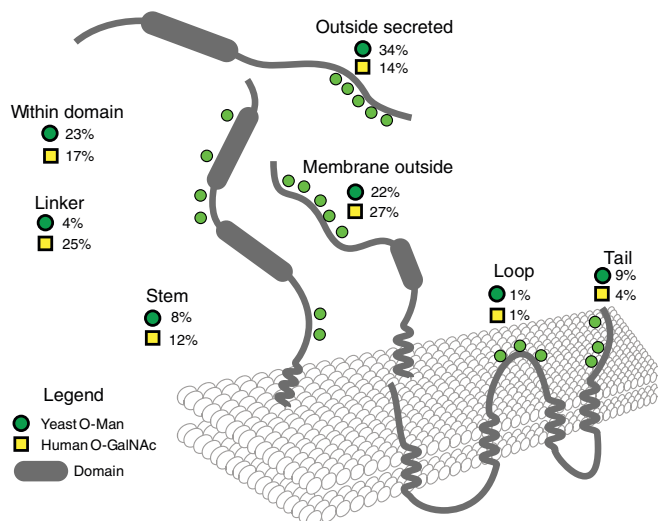 Outside secreted
34%
14%
Within domain
23%
17%
Membrane outside
22%
27%
Linker
4%
25%
Loop
1%
1%
Tail
9%
4%
Stem
8%
12%
Legend
Yeast O-Man
Human O-GalNAc
Domain